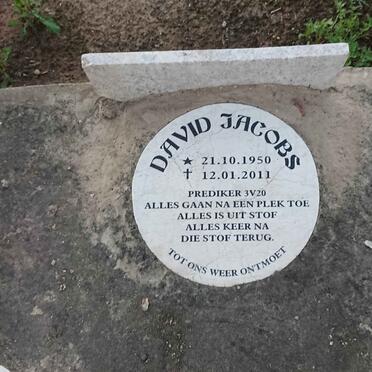 DAVID JACOBS
★ 21.10.1950
✝ 12.01.2011
PREDIKER 3V20
ALLES GAAN NA EEN PLEK TOE
ALLES IS UIT STOF
ALLES KEER NA
DIE STOF TERUG.
TOT ONS WEER ONTMOET